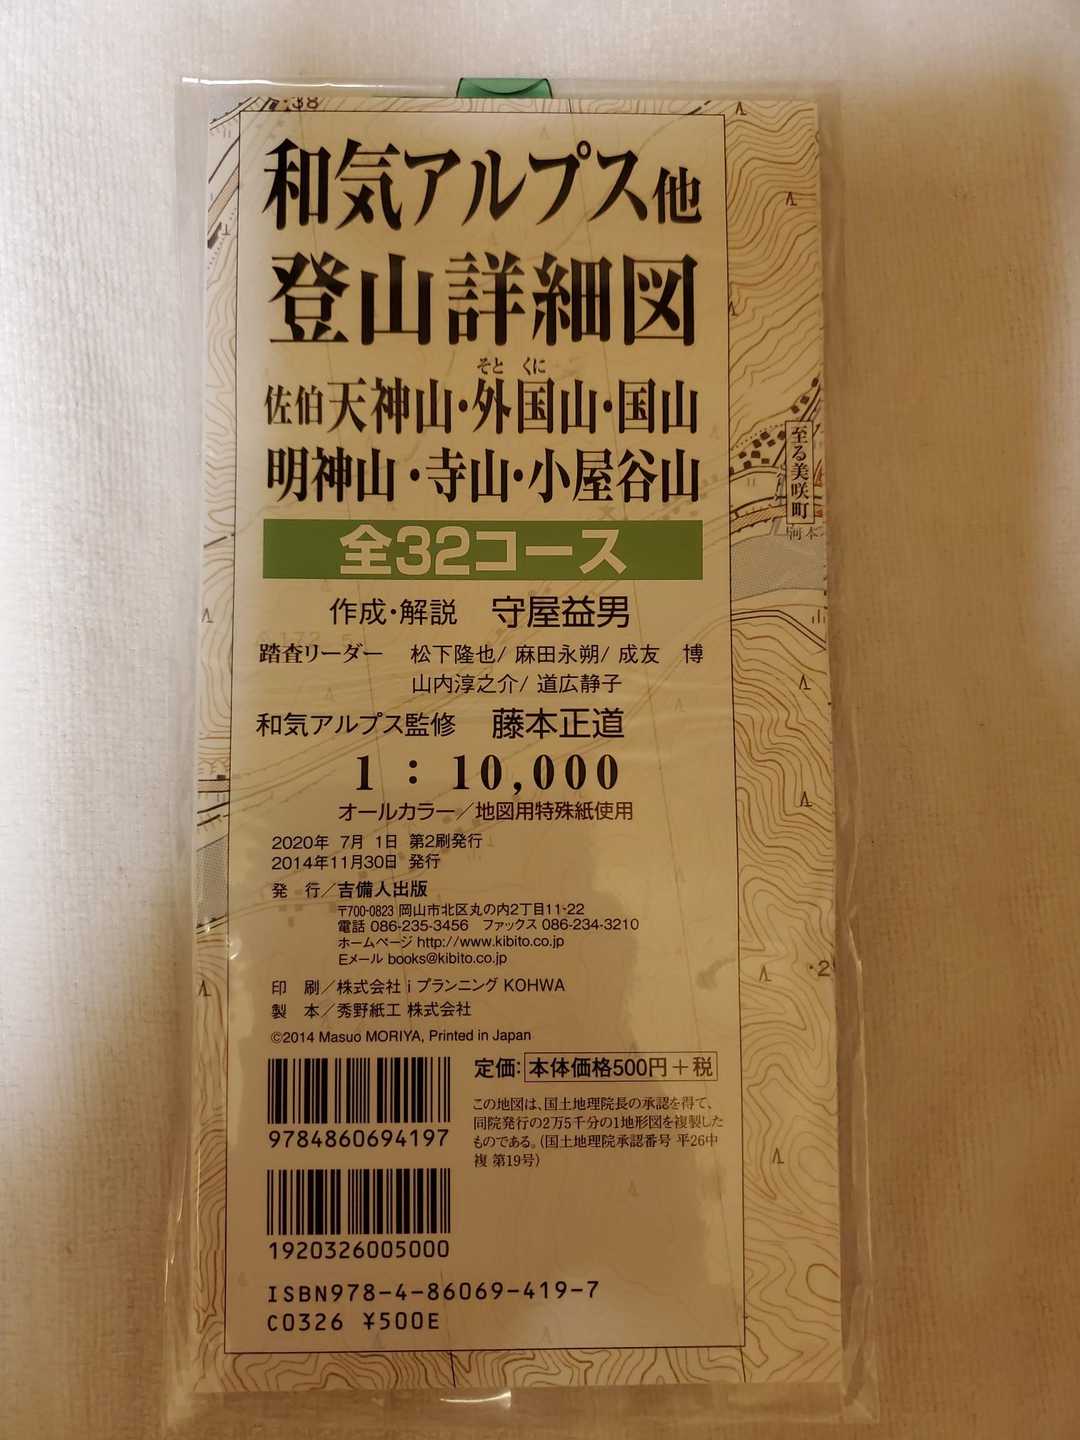 ・38
和気アルプス他
登山詳細図
そと くに
佐伯 天神山・外国山・国山
明神山・寺山・小屋谷山
全32コース
作成・解説 守屋益男
踏査リーダー 松下隆也/ 麻田永朔/ 成友 博
山内淳之介/ 道広静子
和気アルプス監修 藤本正道
1 : 10,000
オールカラー/地図用特殊紙使用
2020年 7月 1日 第2刷発行
2014年11月30日 発行
発 行/吉備人出版
〒700-0823 岡山市北区丸の内2丁目11-22
電話 086-235-3456 ファックス 086-234-3210
ホームページ http://www.kibito.co.jp
Eメール books@kibito.co.jp
印 刷/株式会社 i プランニング KOHWA
製 本/秀野紙工 株式会社
©2014 Masuo MORIYA, Printed in Japan
定価: 本体価格500円+税
この地図は、国土地理院長の承認を得て、
同院発行の2万5千分の1地形図を複製した
ものである。(国土地理院承認番号 平26中
複 第19号)
9784860694197
1920326005000
ISBN978-4-86069-419-7
C0326 ¥500E
至る美咲町